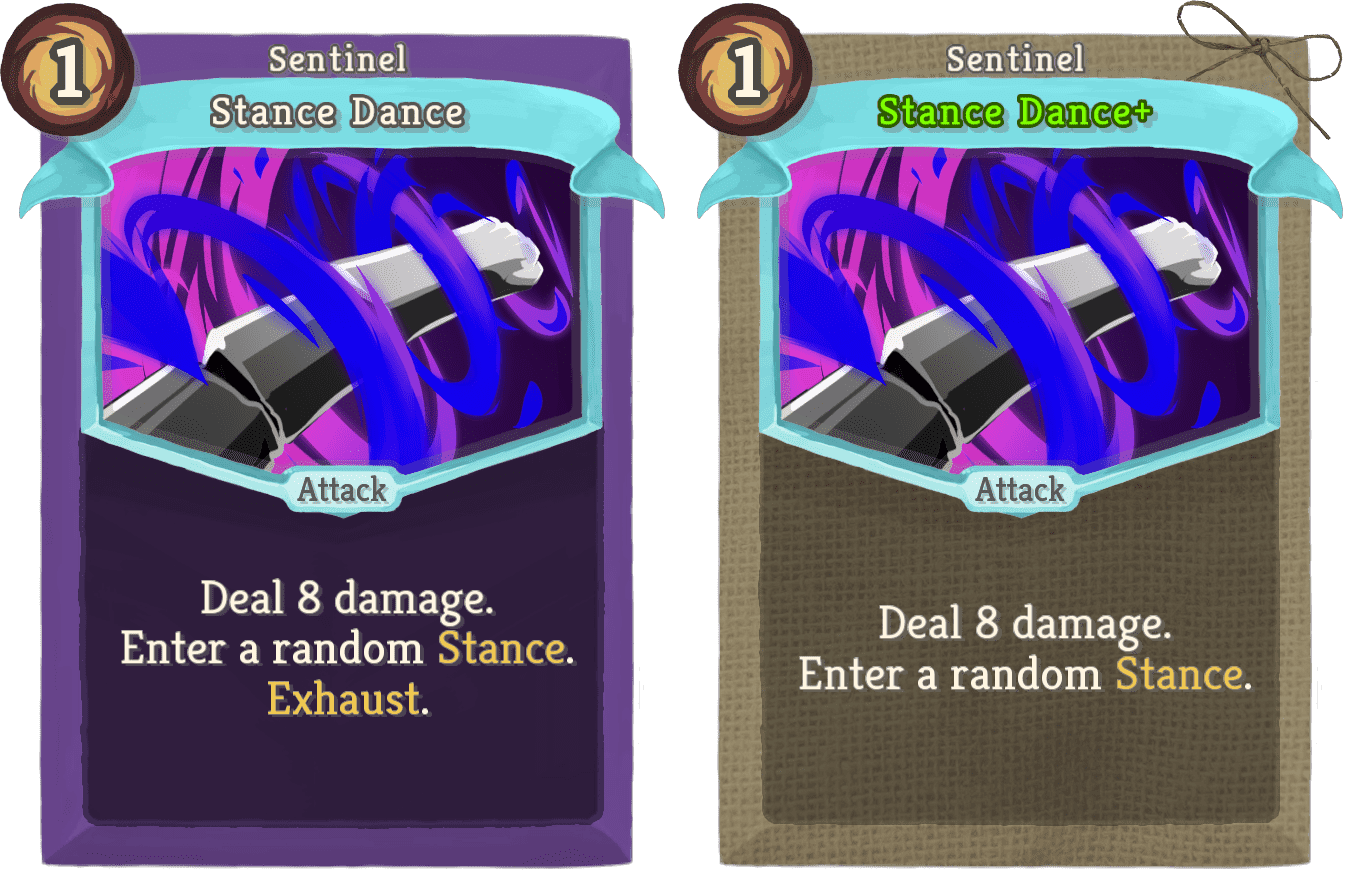 1
Sentinel
Stance Dance
Attack
Deal 8 damage.
Enter a random Stance.
Exhaust.
1
Sentinel
Stance Dance+
Attack
Deal 8 damage.
Enter a random Stance.